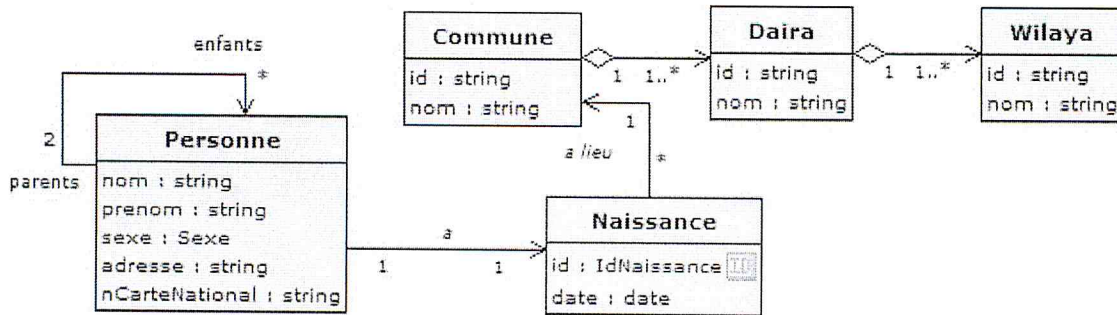 enfants
*
2
parents
Personne
nom : string
prenom : string
sexe : Sexe
adresse : string
nCarteNational : string
a
1
1
Commune
id : string
nom : string
1
1..*
Daira
id : string
nom : string
1
1..*
Wilaya
id : string
nom : string
1
a lieu
*
Naissance
id : IdNaissance
date : date